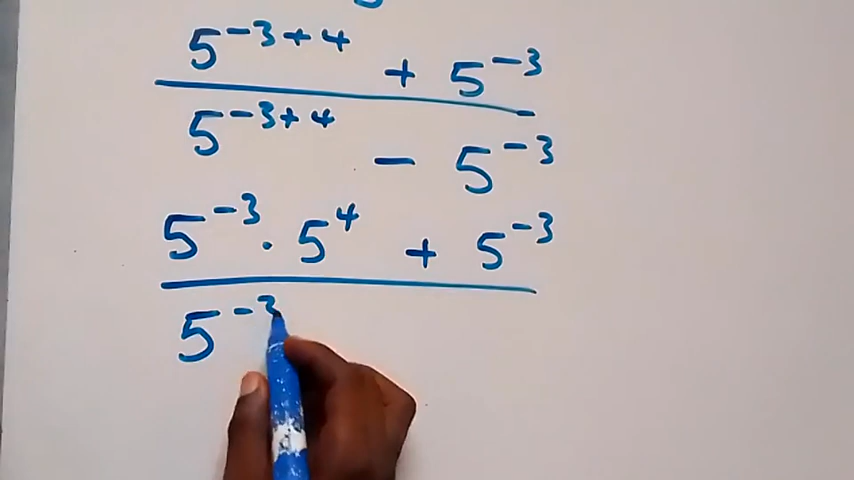 5^{-3+4} + 5^{-3}
5^{-3+4} - 5^{-3}
5^{-3} · 5^4 + 5^{-3}
5^{-3}